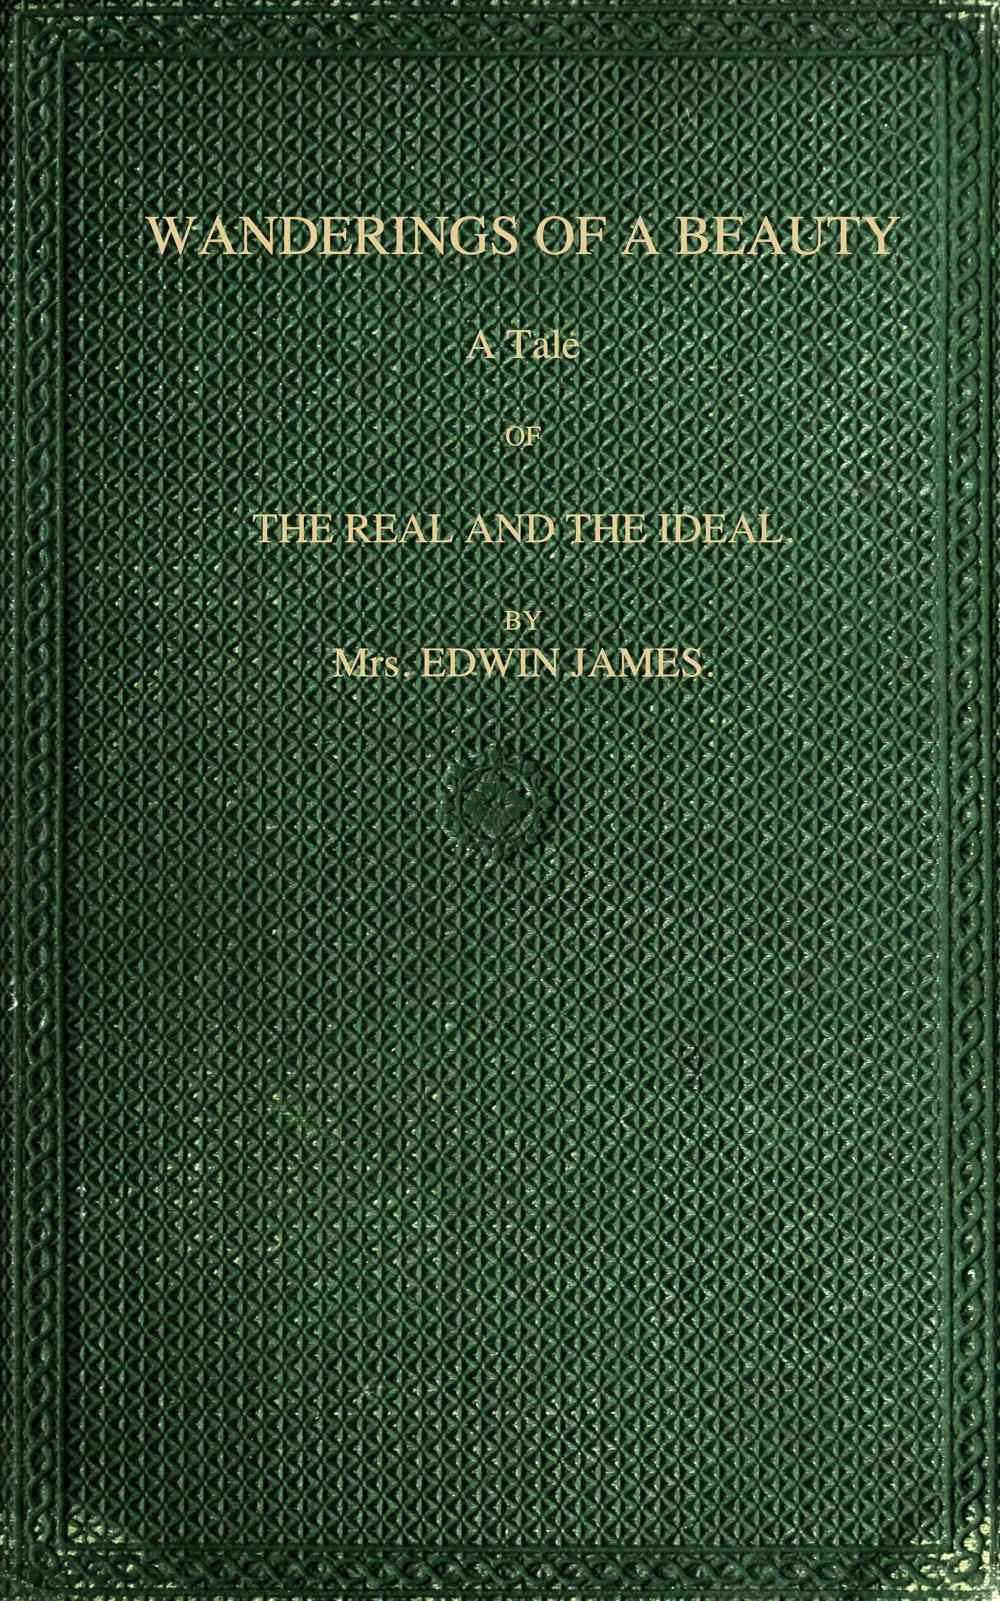 WANDERINGS OF A BEAUTY
A Tale
OF
THE REAL AND THE IDEAL.
BY
Mrs. EDWIN JAMES.